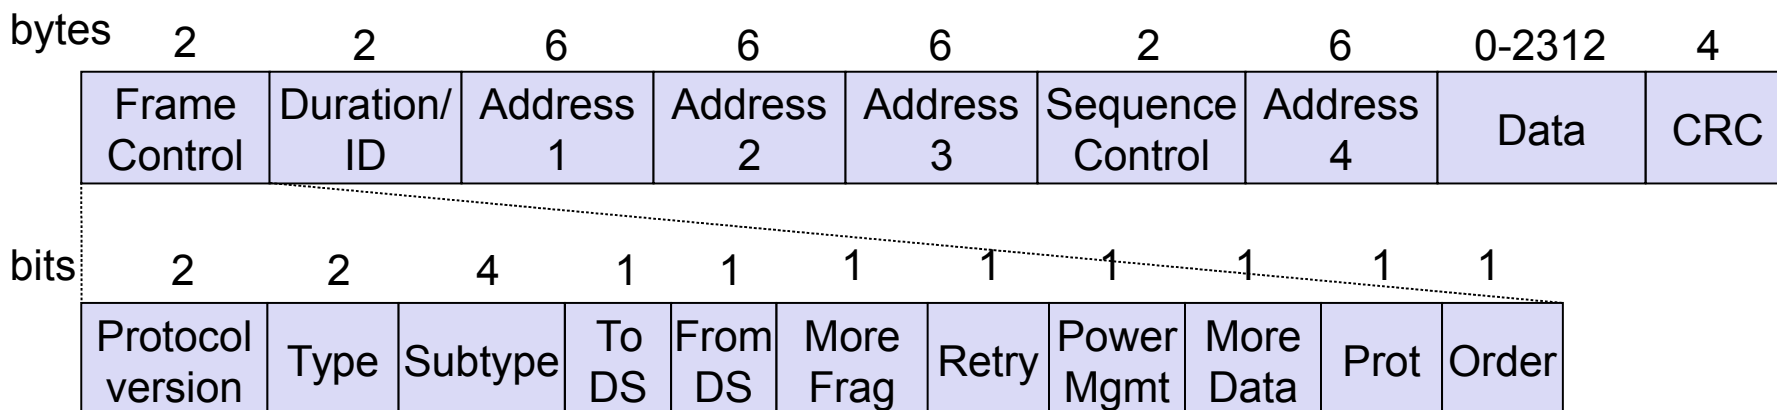 bytes 2 2 6 6 6 2 6 0-2312 4
Frame Duration/ Address Address Address Sequence Address Data CRC
Control ID 1 2 3 Control 4
bits 2 2 4 1 1 1 1 1 1 1 1
Protocol Type Subtype To From More Retry Power More Prot Order
version DS DS Frag Mgmt Data